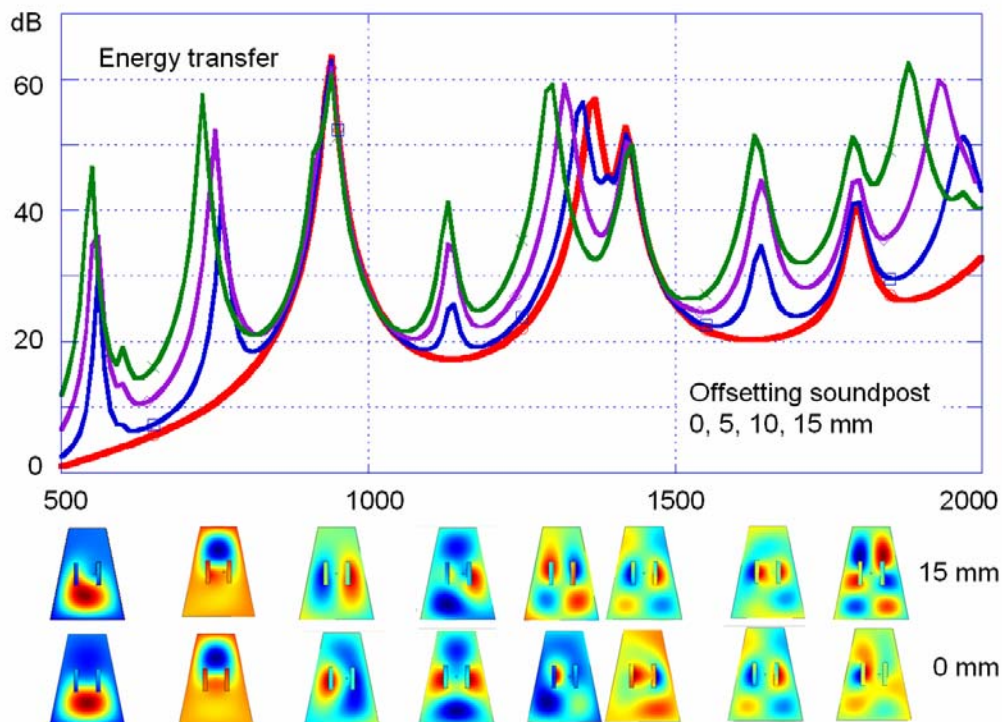 dB
Energy transfer
60
40
20
0
Offsetting soundpost
0, 5, 10, 15 mm
500 1000 1500 2000
15 mm
0 mm